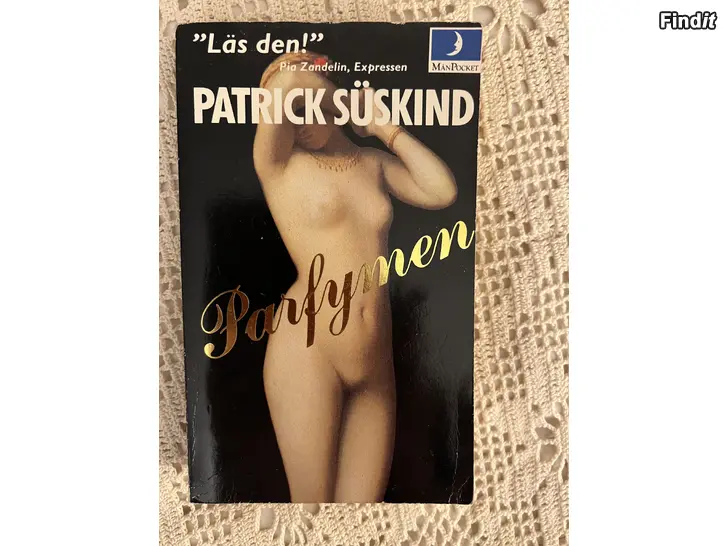 Findit
"Läs den!"
Pia Zandelin, Expressen
MånPocket
PATRICK SÜSKIND
Parfymen